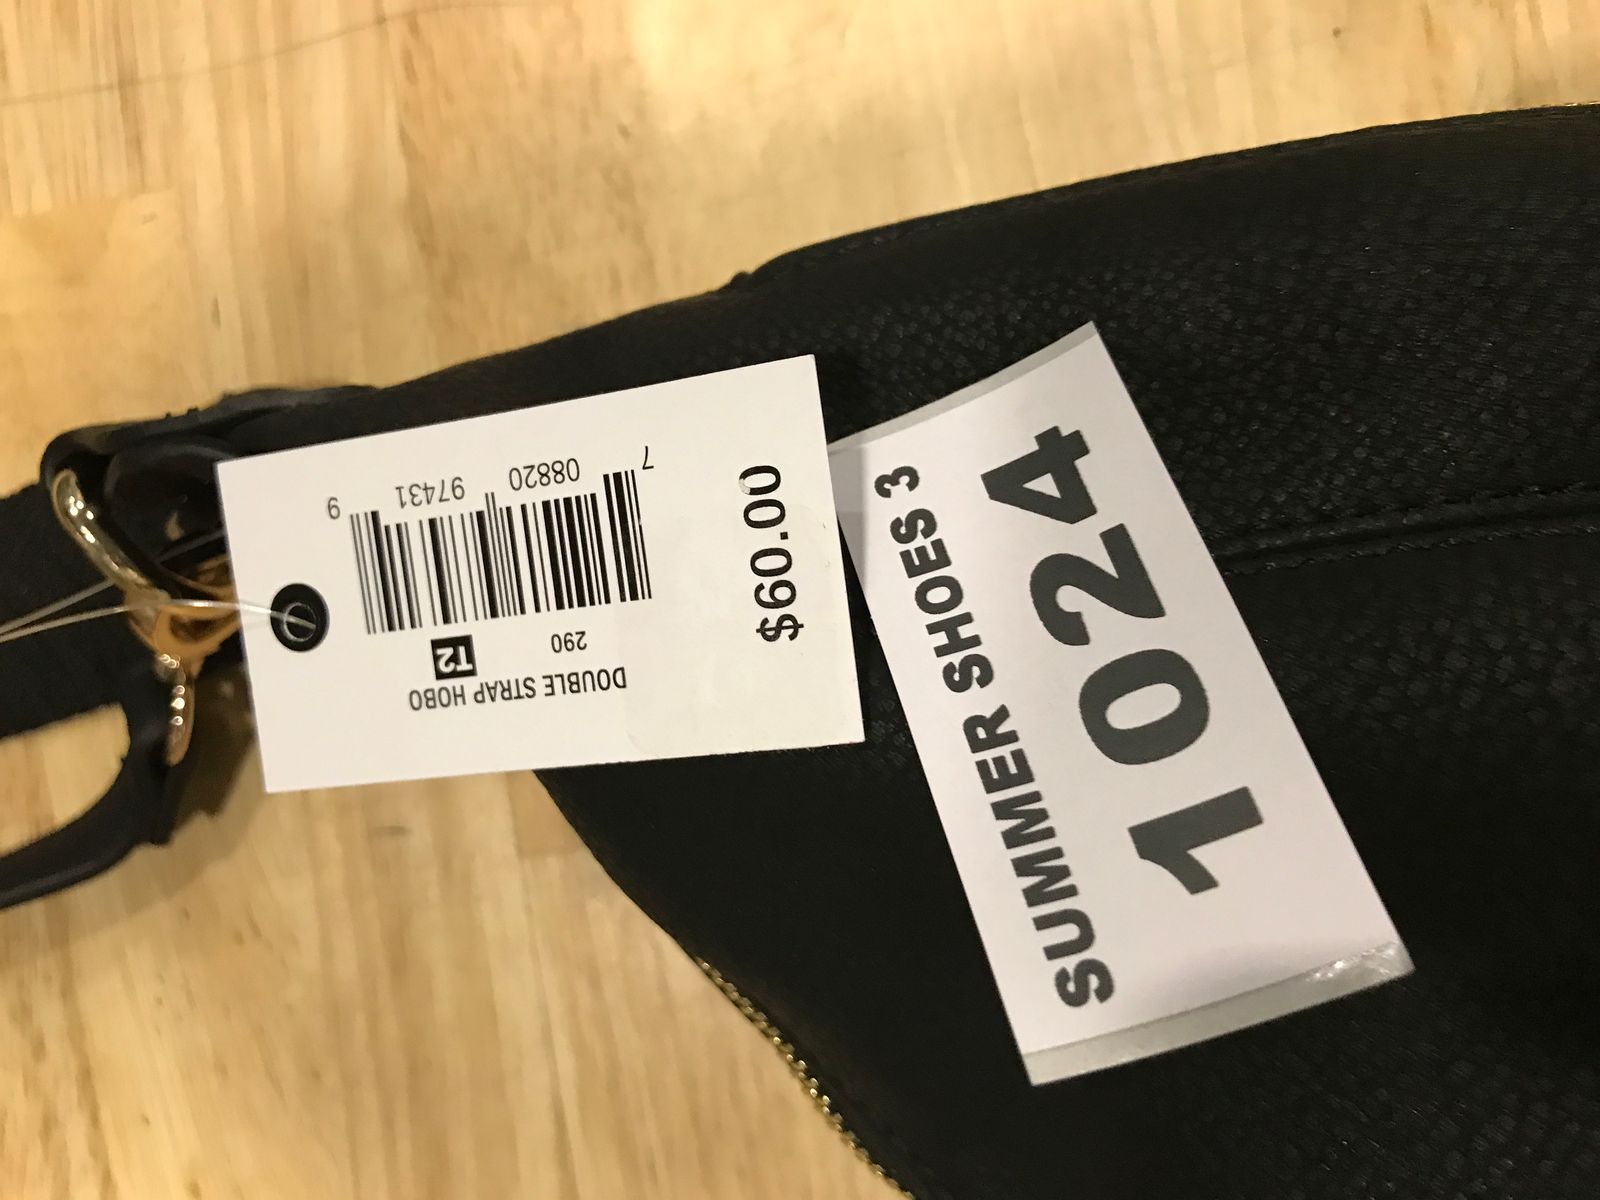 DOUBLE STRAP HOBO
T2
290
7 08820 97431 9
$60.00
SUMMER SHOES 3
1024